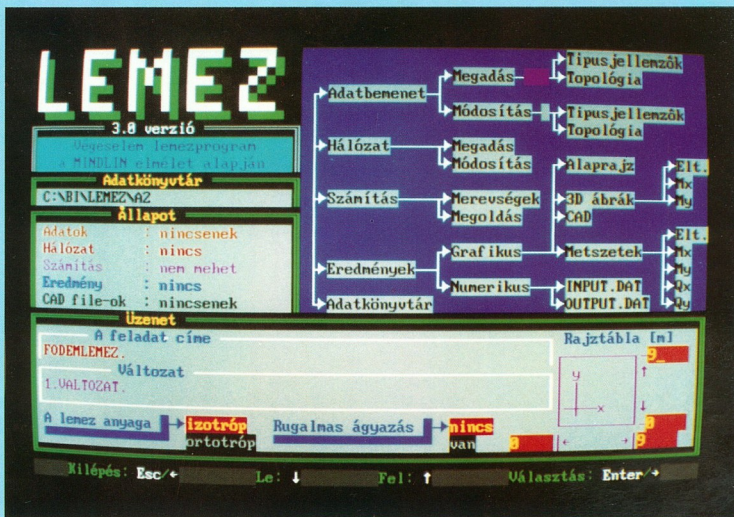 LEMEZ
3.0 verzió
Végeselem lemezprogram
a MINDLIN elmélet alapján
Adatkönyvtár
C:\BI\LEMEZ\A2
Állapot
Adatok : nincsenek
Hálózat : nincs
Számítás : nem mehet
Eredmény : nincs
CAD file-ok : nincsenek
Adatbemenet
Megadás
Tipusjellemzők
Topológia
Módosítás
Tipusjellemzők
Topológia
Hálózat
Megadás
Módosítás
Számítás
Merevségek
Megoldás
Eredmények
Grafikus
Alaprajz
3D ábrák
Elt.
Mx
My
CAD
Metszetek
Elt.
Mx
My
Qx
Qy
Numerikus
INPUT.DAT
OUTPUT.DAT
Adatkönyvtár
Üzenet
A feladat címe
FODEMLEMEZ.
Változat
1.VALTOZAT.
A lemez anyaga
izotróp
ortotróp
Rugalmas ágyazás
nincs
van
Rajztábla [m]
9_
y
x
0
0
9
Kilépés: Esc/← Le: ↓ Fel: ↑ Választás: Enter/→